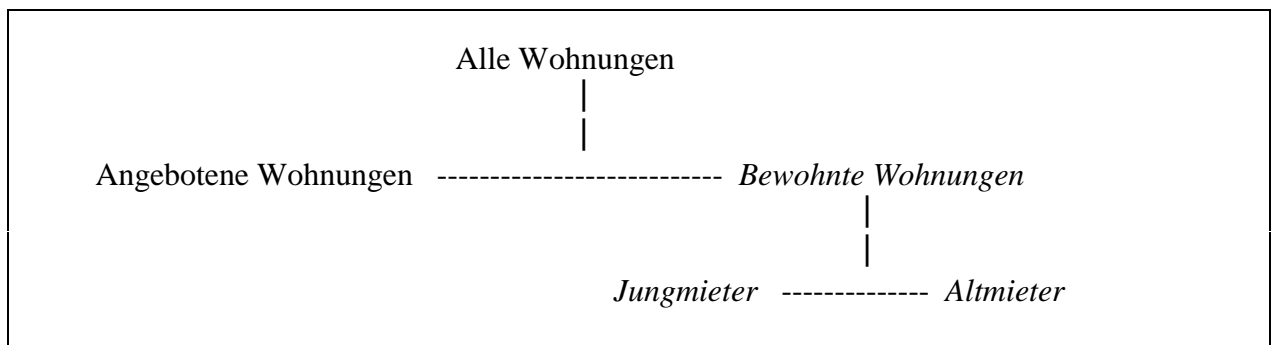 Alle Wohnungen
Angebotene Wohnungen --------------------------- Bewohnte Wohnungen
Jungmieter -------------- Altmieter